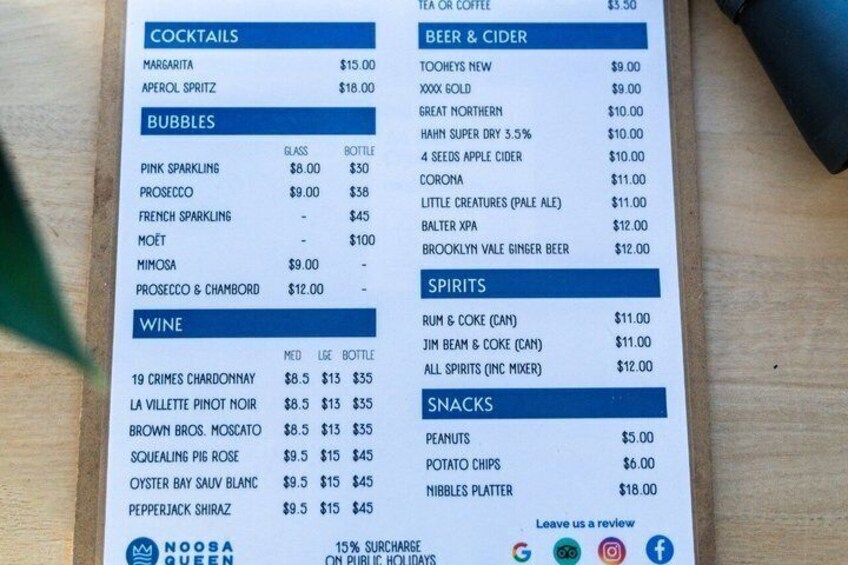 COCKTAILS
MARGARITA $15.00
APEROL SPRITZ $18.00
BUBBLES
GLASS BOTTLE
PINK SPARKLING $8.00 $30
PROSECCO $9.00 $38
FRENCH SPARKLING - $45
MOËT - $100
MIMOSA $9.00 -
PROSECCO & CHAMBORD $12.00 -
WINE
MED LGE BOTTLE
19 CRIMES CHARDONNAY $8.5 $13 $35
LA VILLETTE PINOT NOIR $8.5 $13 $35
BROWN BROS. MOSCATO $8.5 $13 $35
SQUEALING PIG ROSE $9.5 $15 $45
OYSTER BAY SAUV BLANC $9.5 $15 $45
PEPPERJACK SHIRAZ $9.5 $15 $45
TEA OR COFFEE $3.50
BEER & CIDER
TOOHEYS NEW $9.00
XXXX GOLD $9.00
GREAT NORTHERN $10.00
HAHN SUPER DRY 3.5% $10.00
4 SEEDS APPLE CIDER $10.00
CORONA $11.00
LITTLE CREATURES (PALE ALE) $11.00
BALTER XPA $12.00
BROOKLYN VALE GINGER BEER $12.00
SPIRITS
RUM & COKE (CAN) $11.00
JIM BEAM & COKE (CAN) $11.00
ALL SPIRITS (INC MIXER) $12.00
SNACKS
PEANUTS $5.00
POTATO CHIPS $6.00
NIBBLES PLATTER $18.00
Leave us a review
NOOSA
QUEEN
15% SURCHARGE
ON PUBLIC HOLIDAYS